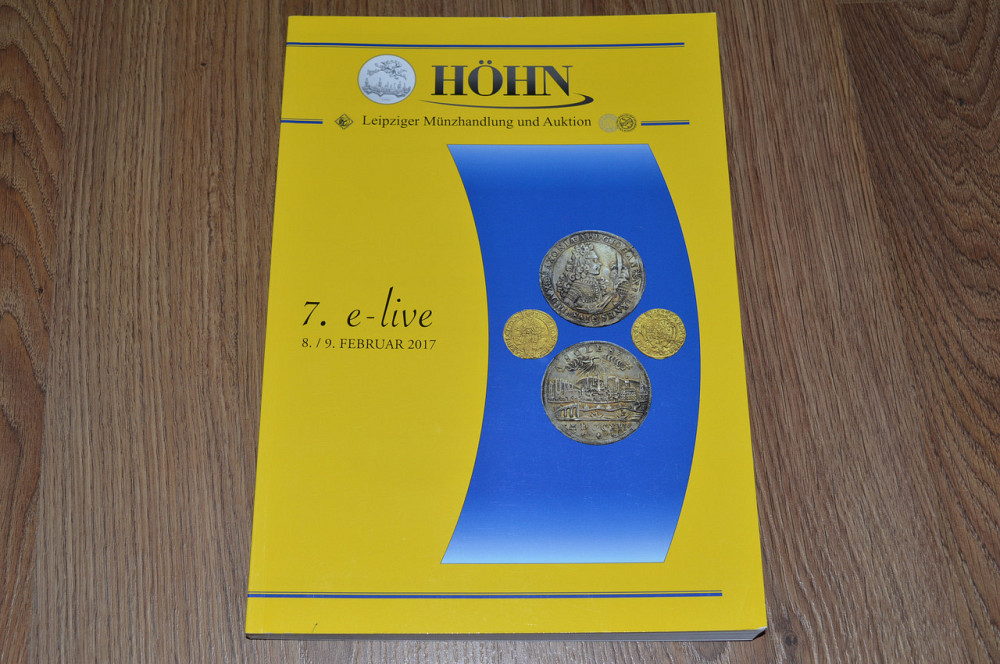 HÖHN
Leipziger Münzhandlung und Auktion
7. e-live
8. / 9. FEBRUAR 2017